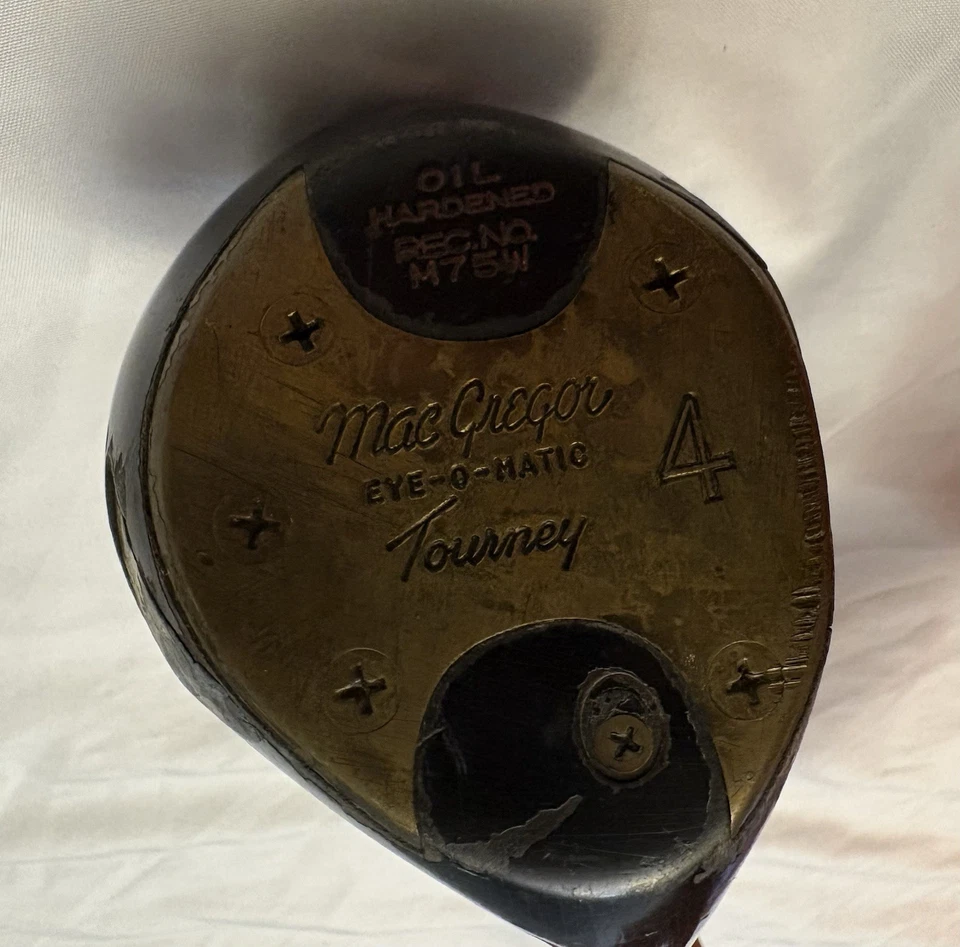 OIL
HARDENED
REG.NO.
M75W
MacGregor
EYE-O-MATIC
4
Tourney